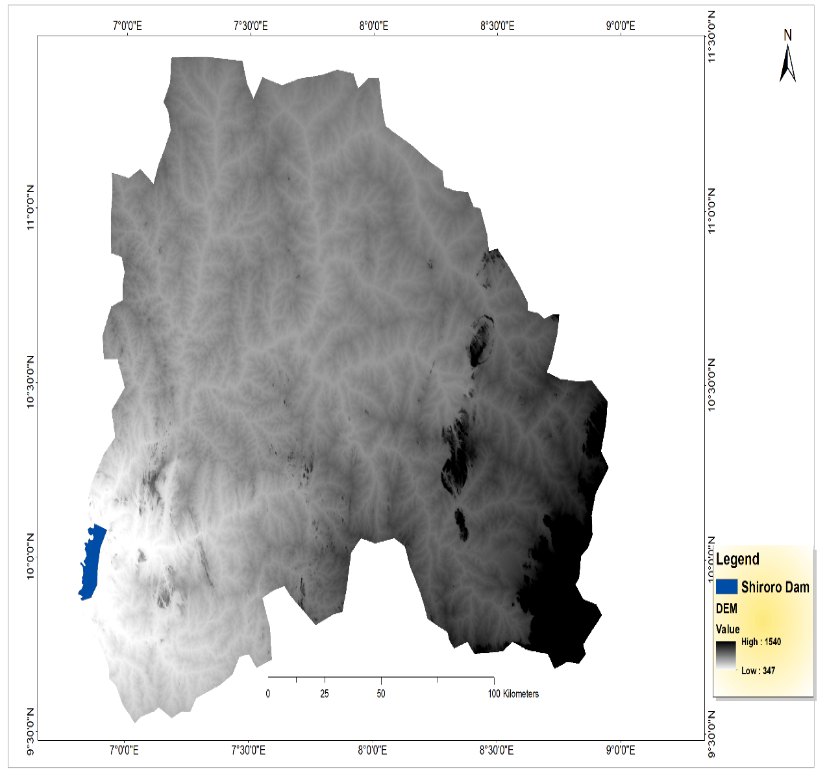 7°0'0"E 7°30'0"E 8°0'0"E 8°30'0"E 9°0'0"E
N
11°30'0"N
11°0'0"N 11°0'0"N
10°30'0"N 10°30'0"N
10°0'0"N 10°0'0"N
9°30'0"N 9°30'0"N
Legend
Shiroro Dam
DEM
Value
High : 1540
Low : 347
0 25 50 100 Kilometers
7°0'0"E 7°30'0"E 8°0'0"E 8°30'0"E 9°0'0"E